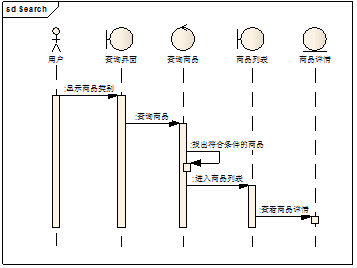 sd Search
用户
查询界面
查询商品
商品列表
商品详情
:显示商品类别
:查询商品
:找出符合条件的商品
:进入商品列表
:查看商品详情